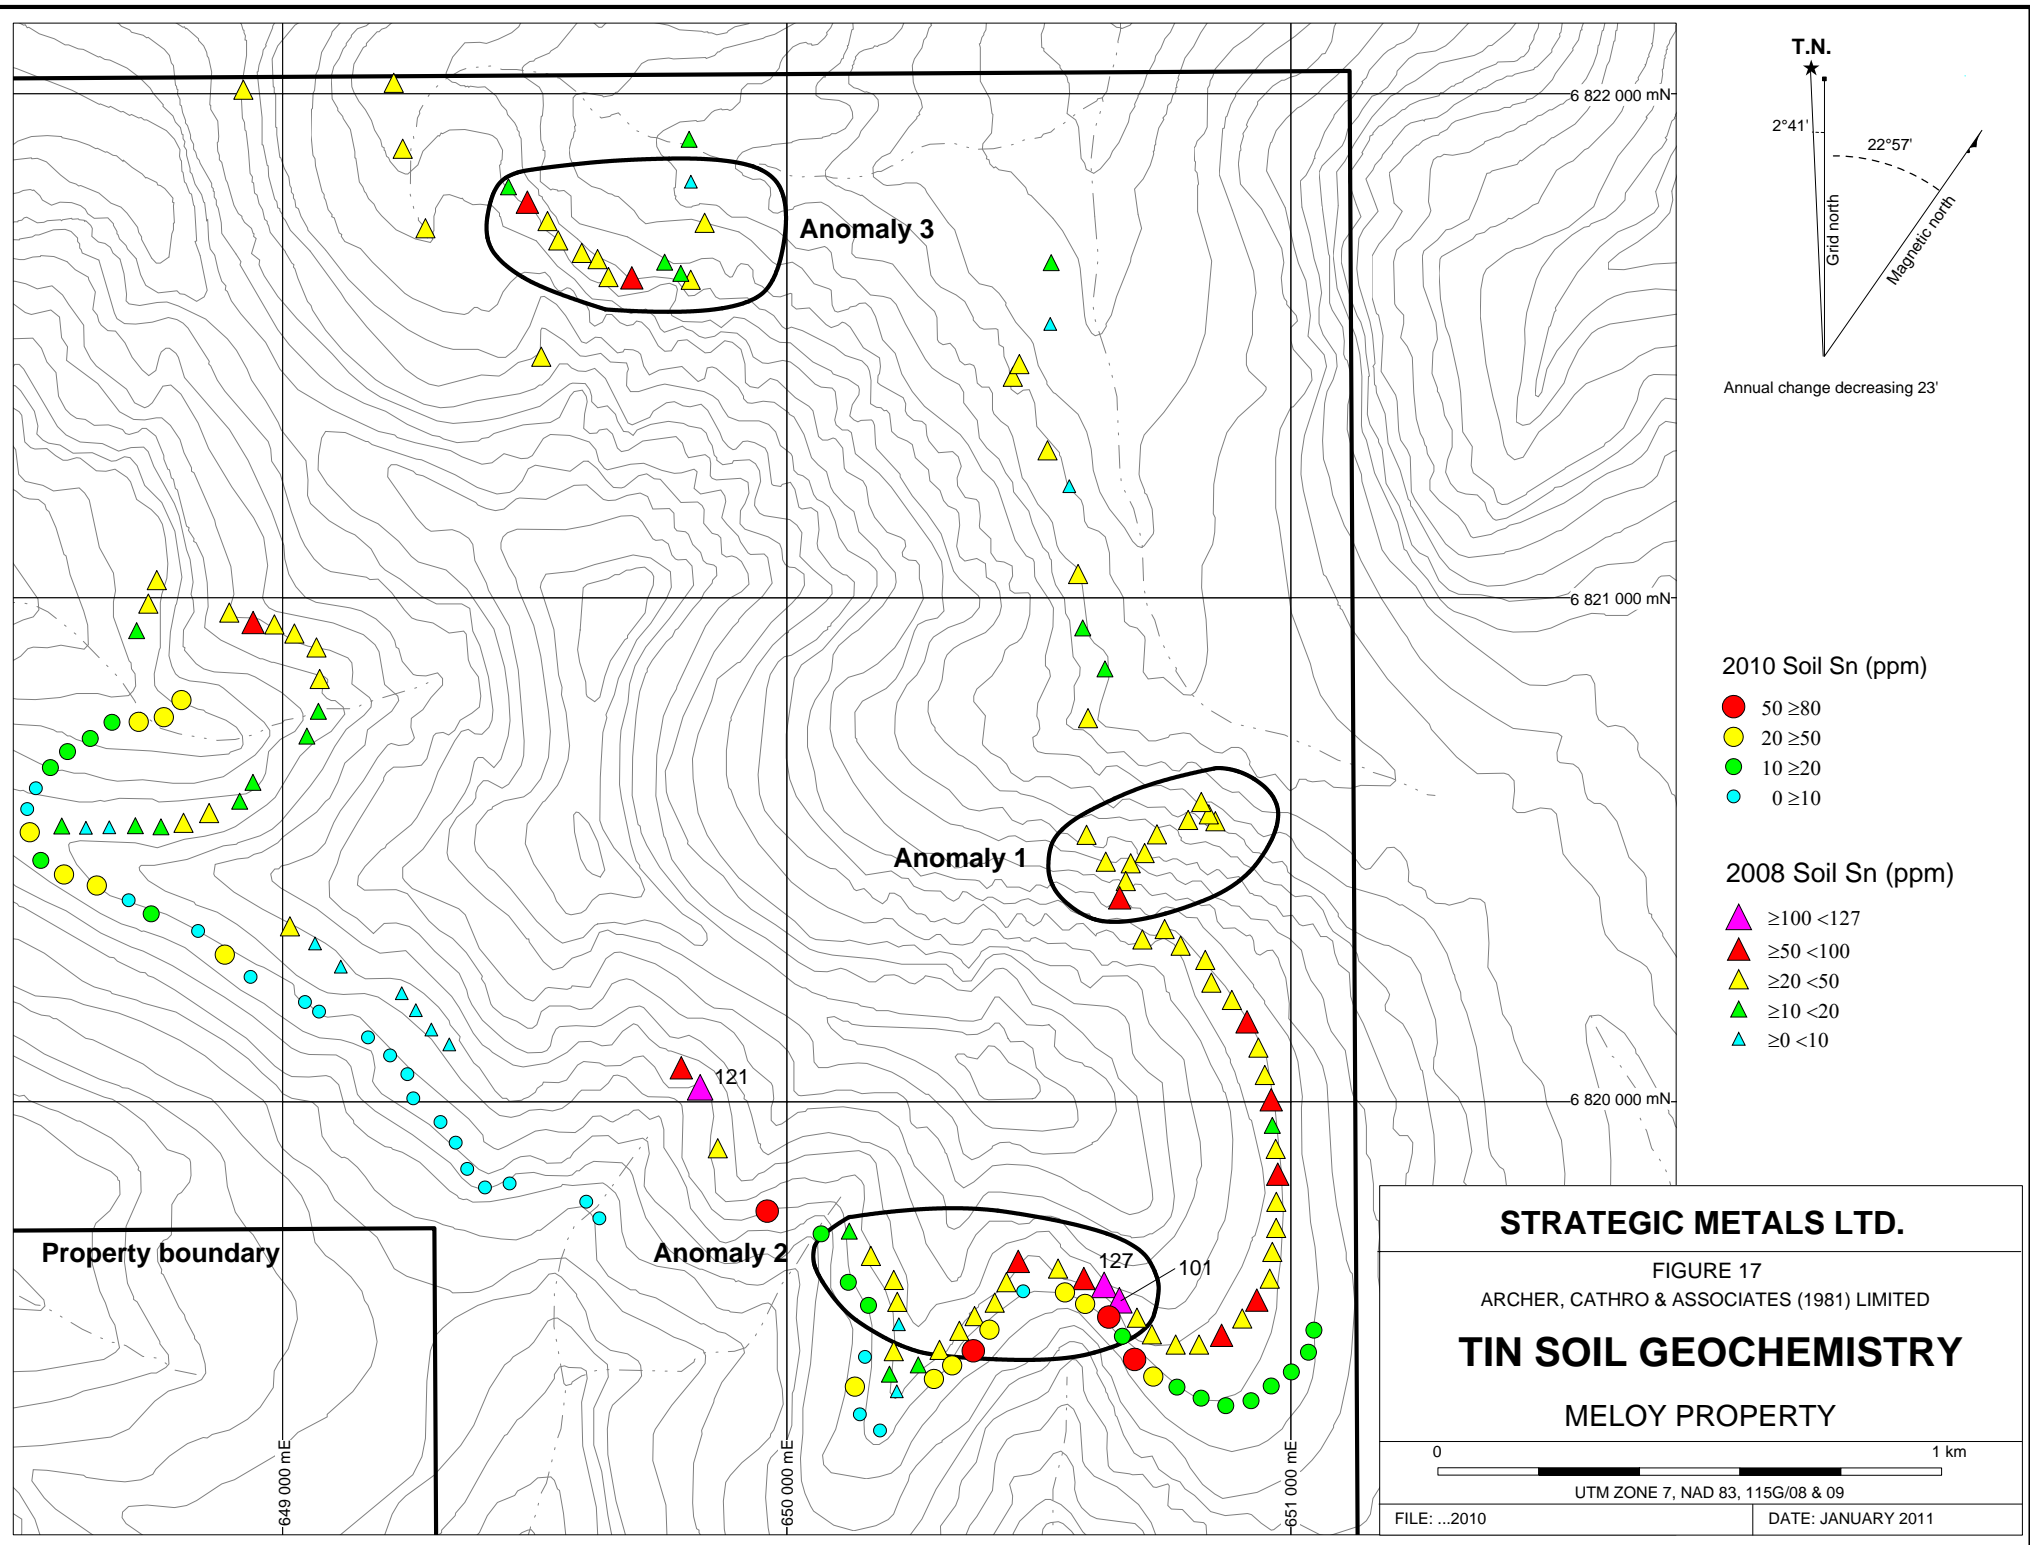 T.N.
2°41'
22°57'
Grid north
Magnetic north
Annual change decreasing 23'
6 822 000 mN
Anomaly 3
6 821 000 mN
2010 Soil Sn (ppm)
50 ≥80
20 ≥50
10 ≥20
0 ≥10
Anomaly 1
2008 Soil Sn (ppm)
≥100 <127
≥50 <100
≥20 <50
≥10 <20
≥0 <10
121
6 820 000 mN
Property boundary
Anomaly 2
127
101
649 000 mE
650 000 mE
651 000 mE
STRATEGIC METALS LTD.
FIGURE 17
ARCHER, CATHRO & ASSOCIATES (1981) LIMITED
TIN SOIL GEOCHEMISTRY
MELOY PROPERTY
0 1 km
UTM ZONE 7, NAD 83, 115G/08 & 09
FILE: ...2010 DATE: JANUARY 2011